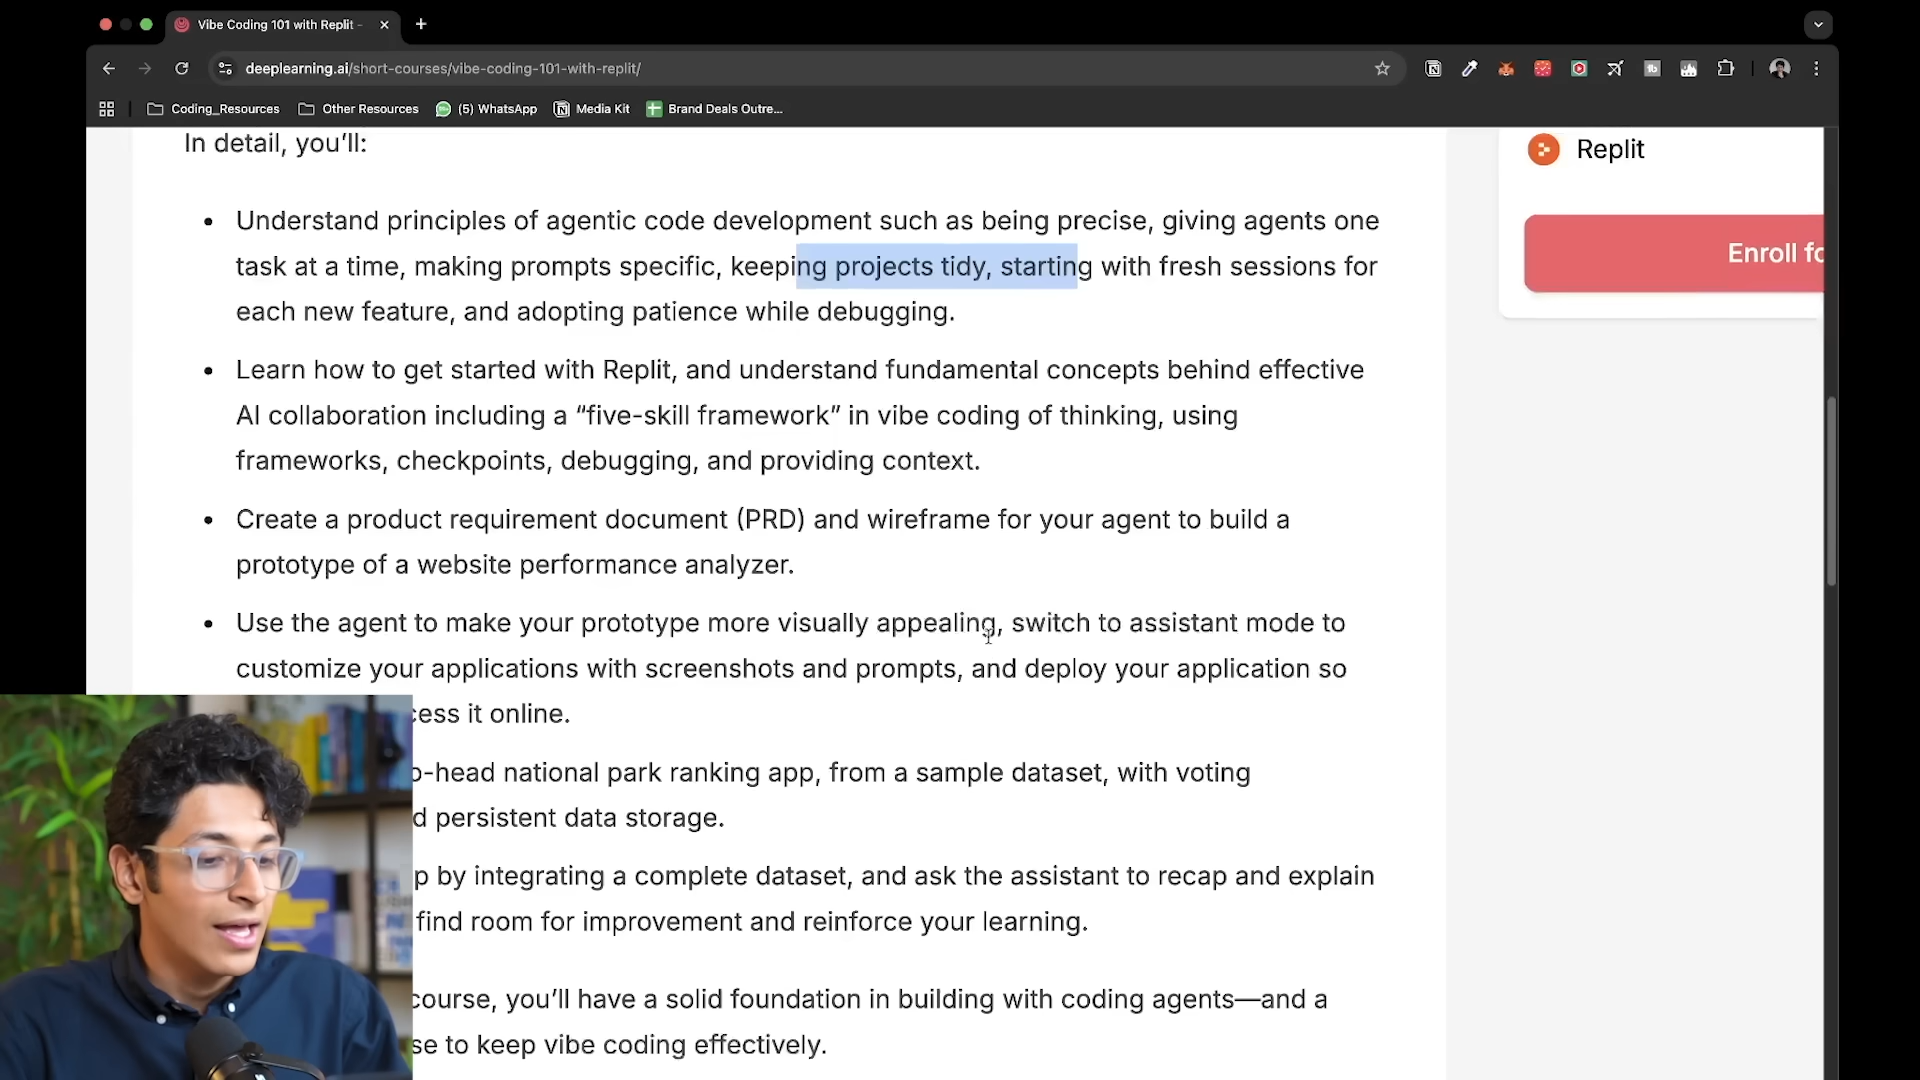 Vibe Coding 101 with Replit -
deeplearning.ai/short-courses/vibe-coding-101-with-replit/
Coding_Resources
Other Resources
(5) WhatsApp
Media Kit
Brand Deals Outre...
In detail, you'll:
• Understand principles of agentic code development such as being precise, giving agents one
task at a time, making prompts specific, keeping projects tidy, starting with fresh sessions for
each new feature, and adopting patience while debugging.
• Learn how to get started with Replit, and understand fundamental concepts behind effective
AI collaboration including a “five-skill framework” in vibe coding of thinking, using
frameworks, checkpoints, debugging, and providing context.
• Create a product requirement document (PRD) and wireframe for your agent to build a
prototype of a website performance analyzer.
• Use the agent to make your prototype more visually appealing, switch to assistant mode to
customize your applications with screenshots and prompts, and deploy your application so
cess it online.
o-head national park ranking app, from a sample dataset, with voting
d persistent data storage.
p by integrating a complete dataset, and ask the assistant to recap and explain
find room for improvement and reinforce your learning.
course, you'll have a solid foundation in building with coding agents—and a
se to keep vibe coding effectively.
Replit
Enroll fo